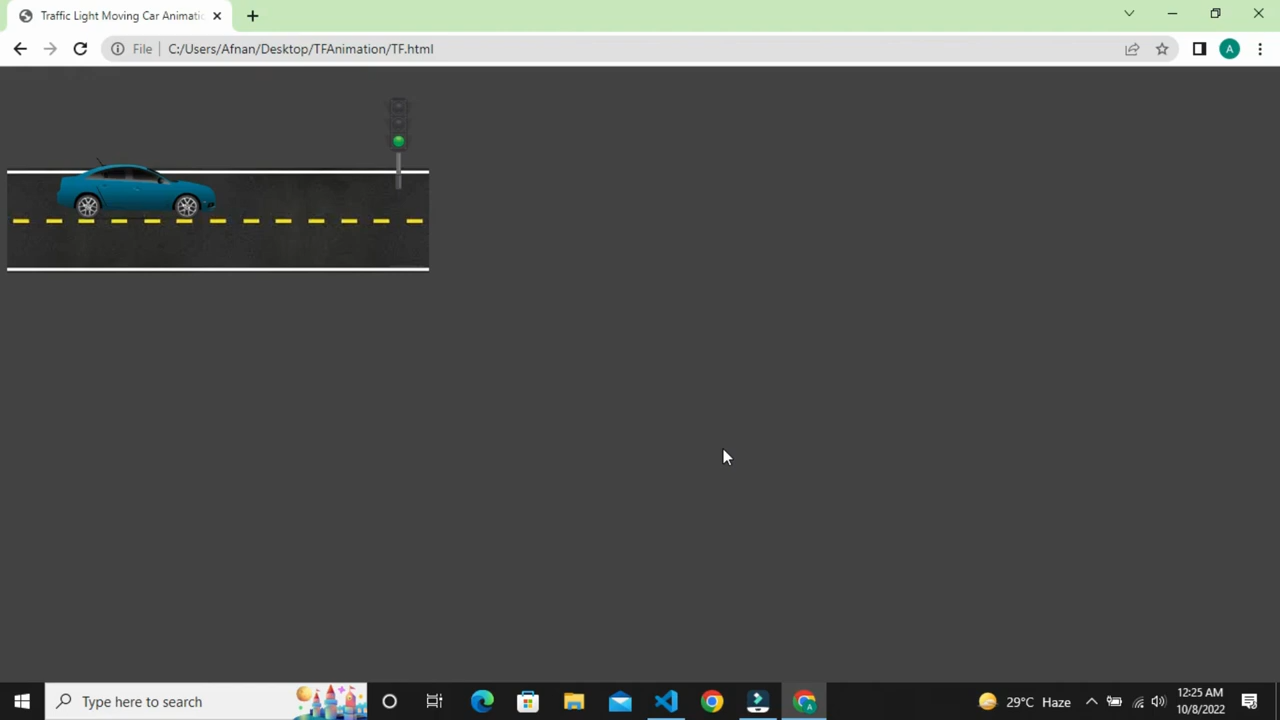 Traffic Light Moving Car Animatic
File
C:/Users/Afnan/Desktop/TFAnimation/TF.html
A
Type here to search
29°C Haze
12:25 AM
10/8/2022